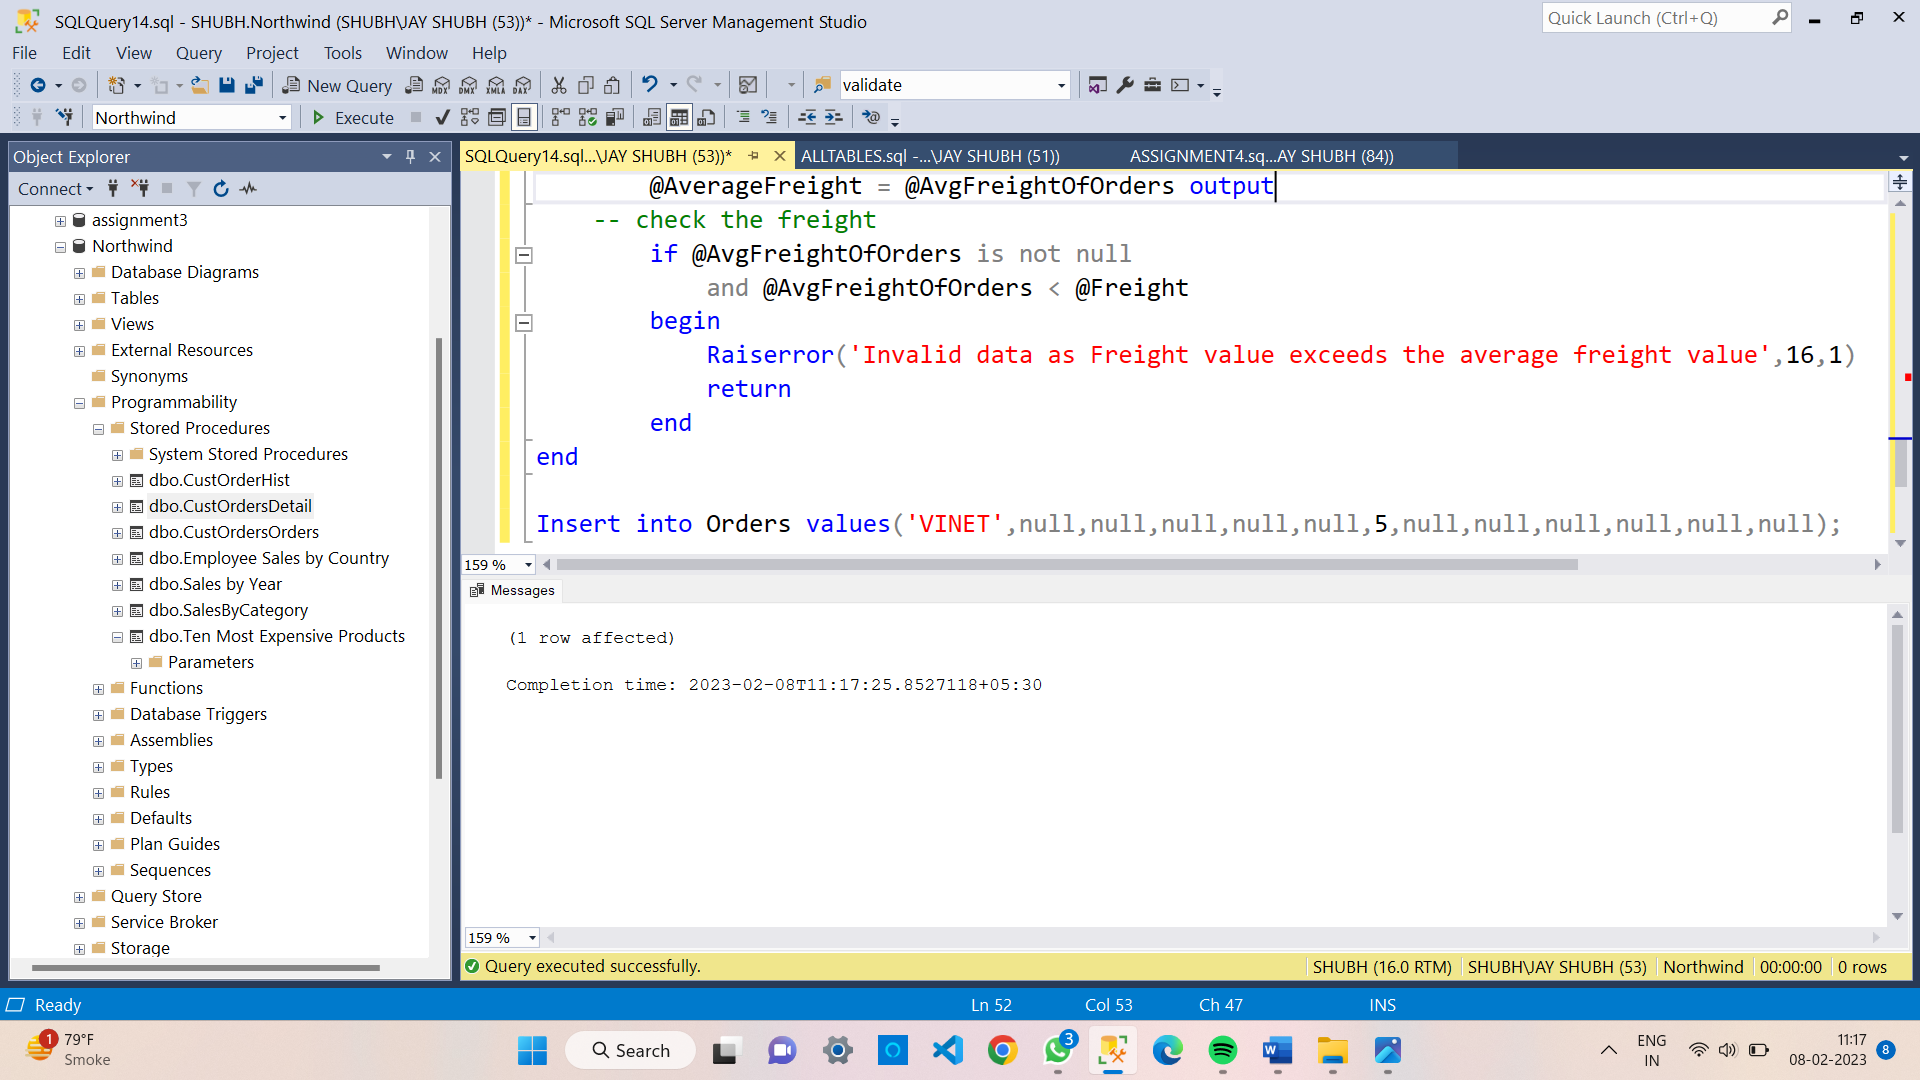 SQLQuery14.sql - SHUBH.Northwind (SHUBH\JAY SHUBH (53))* - Microsoft SQL Server Management Studio
Quick Launch (Ctrl+Q)
File Edit View Query Project Tools Window Help
New Query
MDX DMX XMLA DAX
validate
Northwind
Execute
Object Explorer
SQLQuery14.sql...\JAY SHUBH (53))*
ALLTABLES.sql -...\JAY SHUBH (51))
ASSIGNMENT4.sq...AY SHUBH (84))
Connect
assignment3
Northwind
Database Diagrams
Tables
Views
External Resources
Synonyms
Programmability
Stored Procedures
System Stored Procedures
dbo.CustOrderHist
dbo.CustOrdersDetail
dbo.CustOrdersOrders
dbo.Employee Sales by Country
dbo.Sales by Year
dbo.SalesByCategory
dbo.Ten Most Expensive Products
Parameters
Functions
Database Triggers
Assemblies
Types
Rules
Defaults
Plan Guides
Sequences
Query Store
Service Broker
Storage
@AverageFreight = @AvgFreightOfOrders output
-- check the freight
if @AvgFreightOfOrders is not null
and @AvgFreightOfOrders < @Freight
begin
Raiserror('Invalid data as Freight value exceeds the average freight value',16,1)
return
end
end
Insert into Orders values('VINET',null,null,null,null,null,5,null,null,null,null,null,null);
159 %
Messages
(1 row affected)
Completion time: 2023-02-08T11:17:25.8527118+05:30
159 %
Query executed successfully.
SHUBH (16.0 RTM) SHUBH\JAY SHUBH (53) Northwind 00:00:00 0 rows
Ready
Ln 52 Col 53 Ch 47 INS
1
79°F
Smoke
Search
3
ENG
IN
11:17
08-02-2023
8